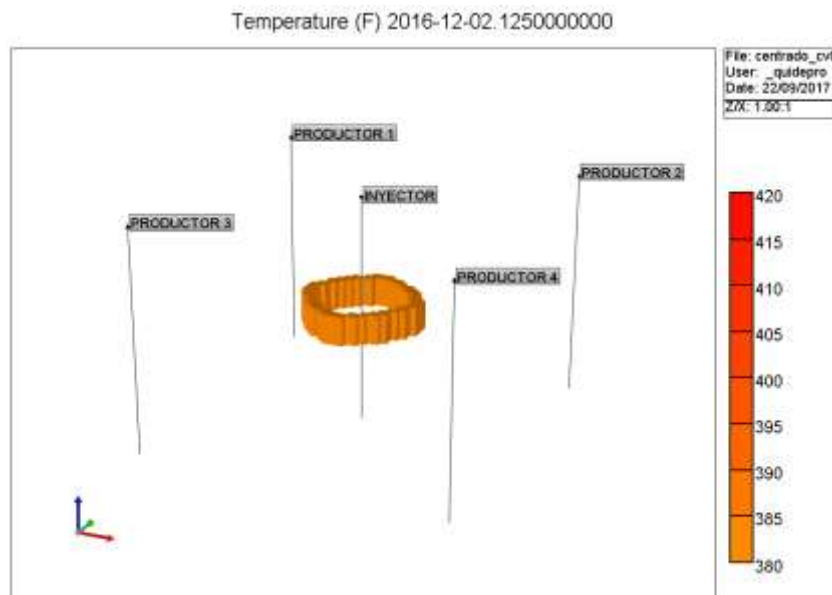 Temperature (F) 2016-12-02.1250000000
File: centrado_cvf
User: _quidepro
Date: 22/09/2017
Z/X: 1.00:1
PRODUCTOR 1
PRODUCTOR 2
INYECTOR
PRODUCTOR 3
PRODUCTOR 4
420
415
410
405
400
395
390
385
380